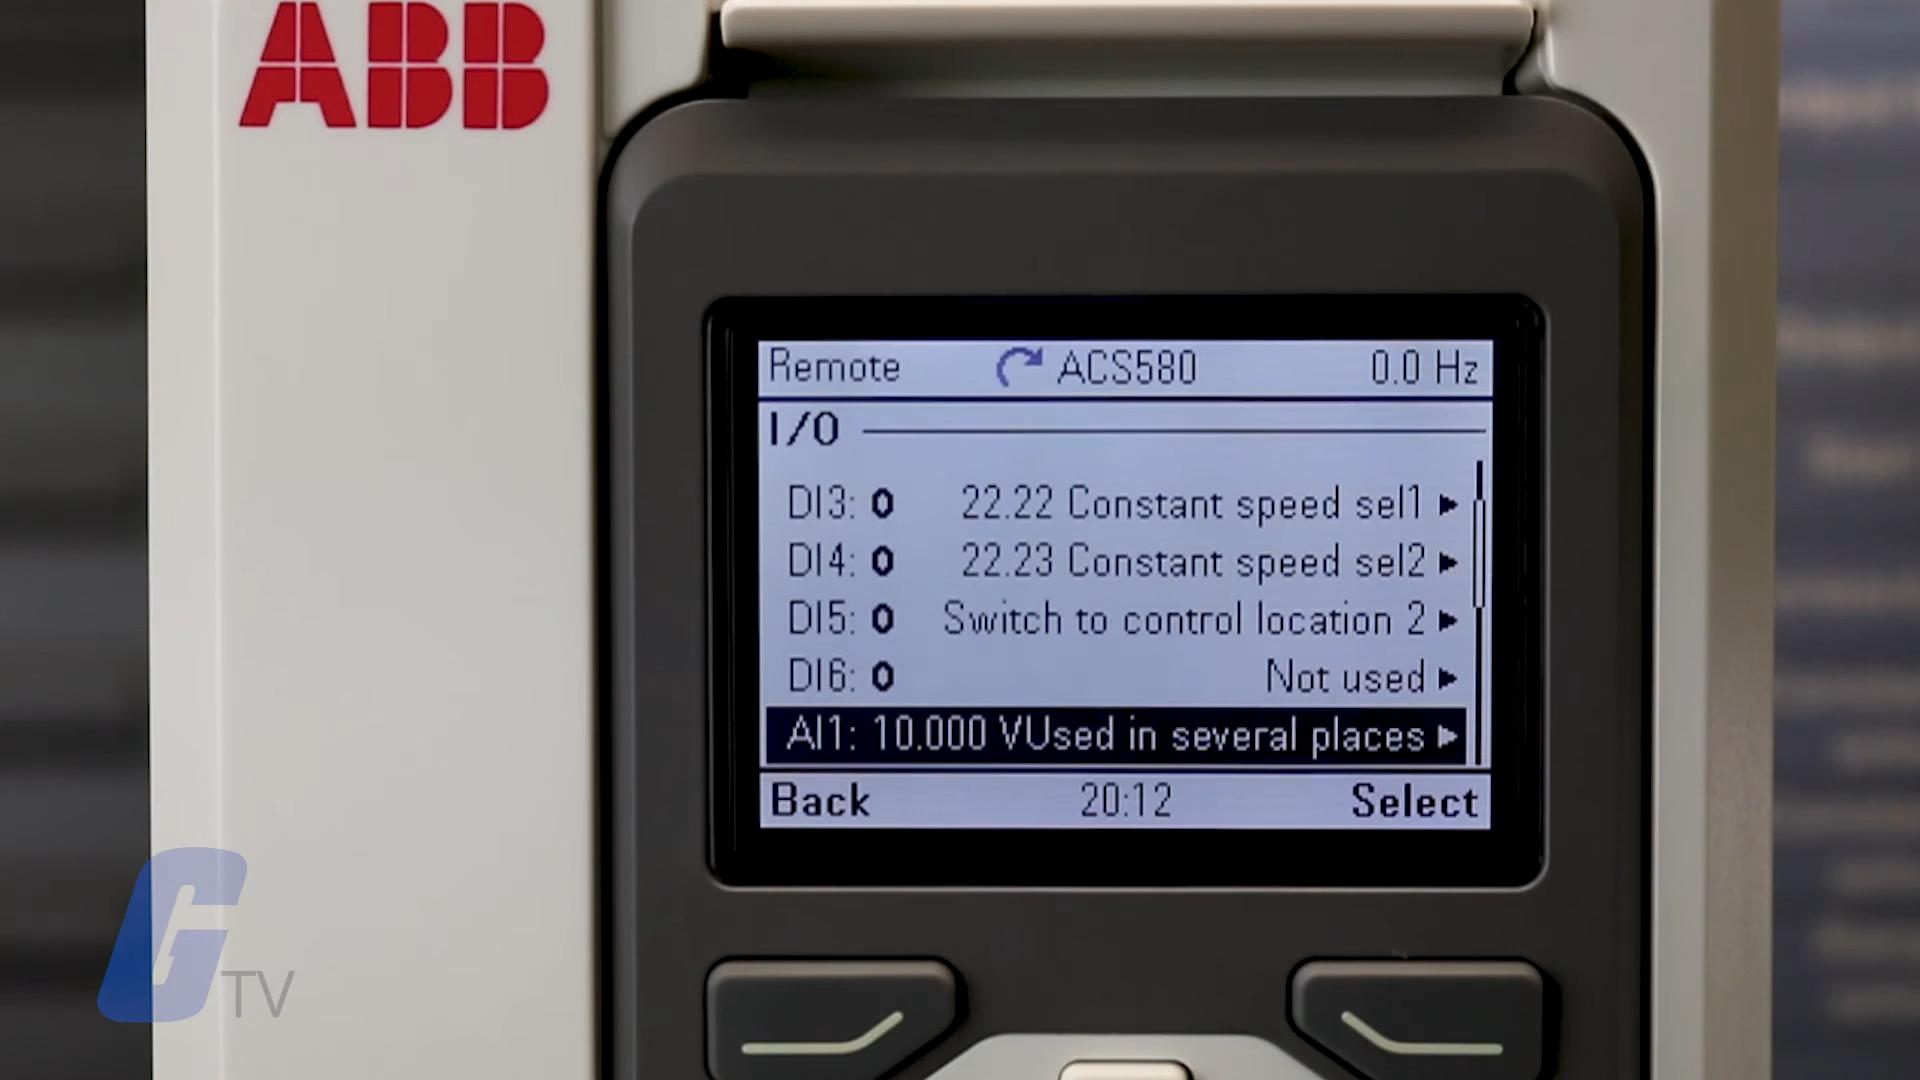 ABB
Remote ACS580 0.0 Hz
I/O
DI3: 0 22.22 Constant speed sel1
DI4: 0 22.23 Constant speed sel2
DI5: 0 Switch to control location 2
DI6: 0 Not used
AI1: 10.000 VUsed in several places
Back 20:12 Select
G TV